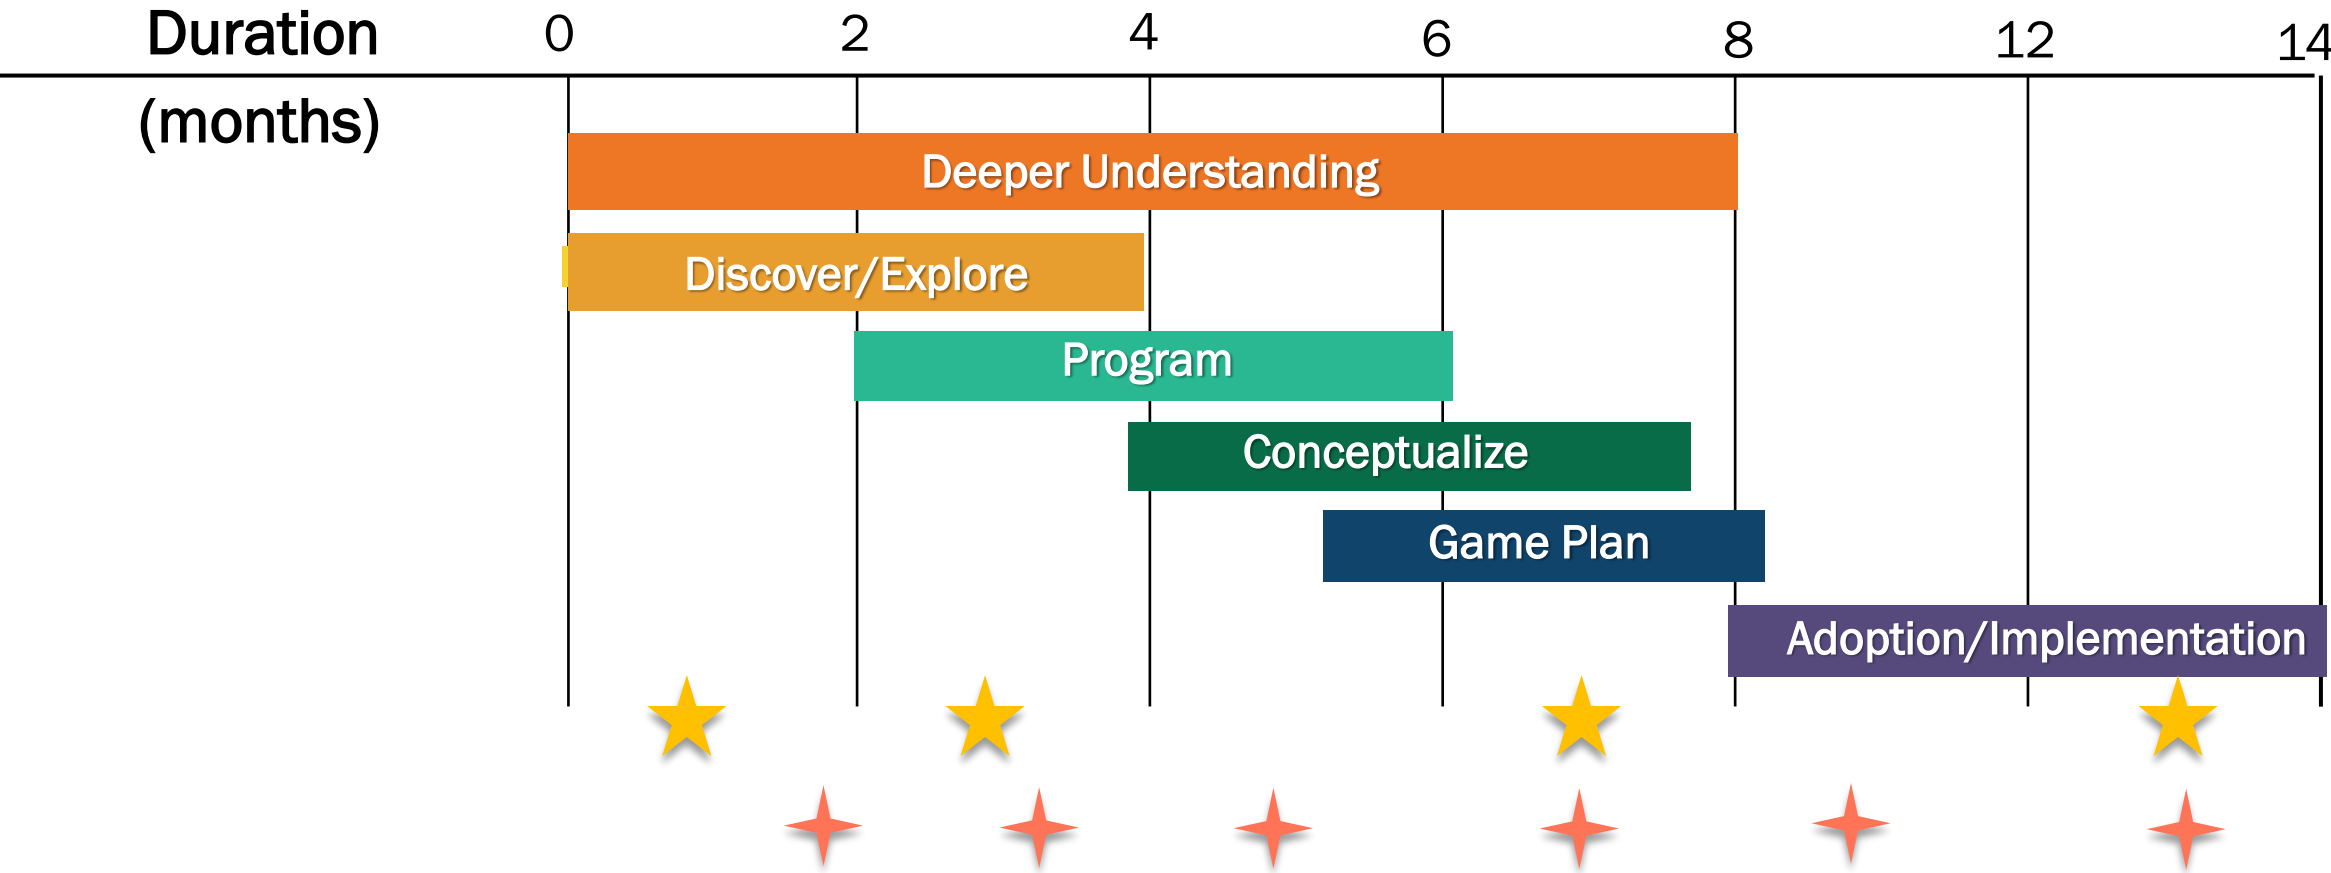 Duration 0 2 4 6 8 12 14
(months)
Deeper Understanding
Discover/Explore
Program
Conceptualize
Game Plan
Adoption/Implementation